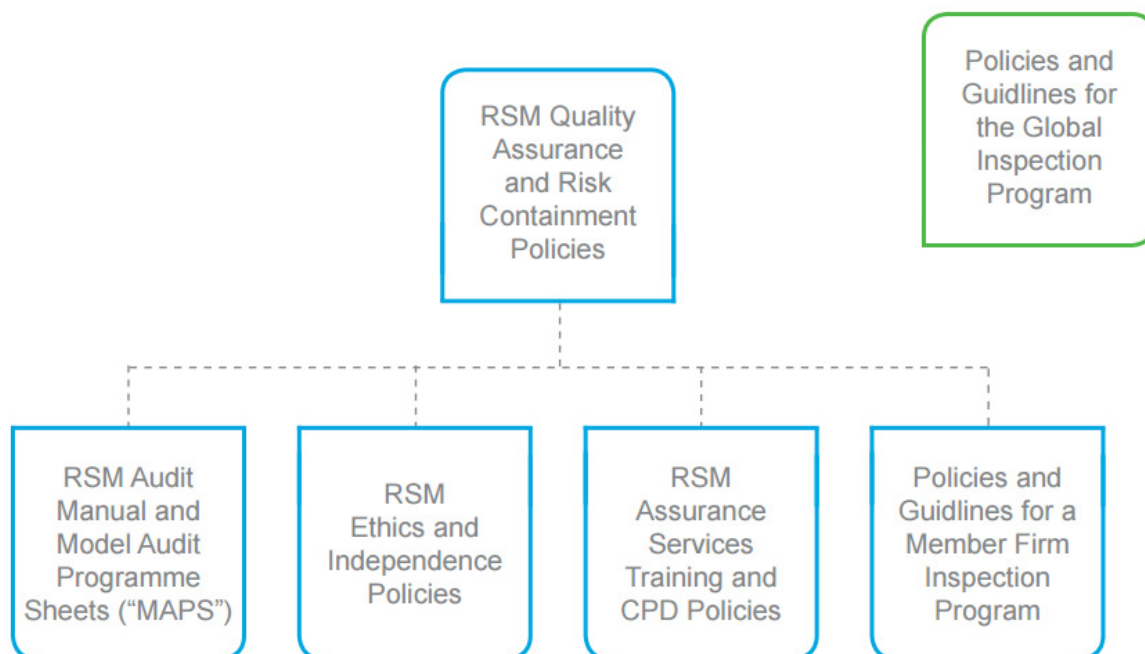 RSM Quality
Assurance
and Risk
Containment
Policies
Policies and
Guidlines for
the Global
Inspection
Program
RSM Audit
Manual and
Model Audit
Programme
Sheets (“MAPS”)
RSM
Ethics and
Independence
Policies
RSM
Assurance
Services
Training and
CPD Policies
Policies and
Guidlines for a
Member Firm
Inspection
Program